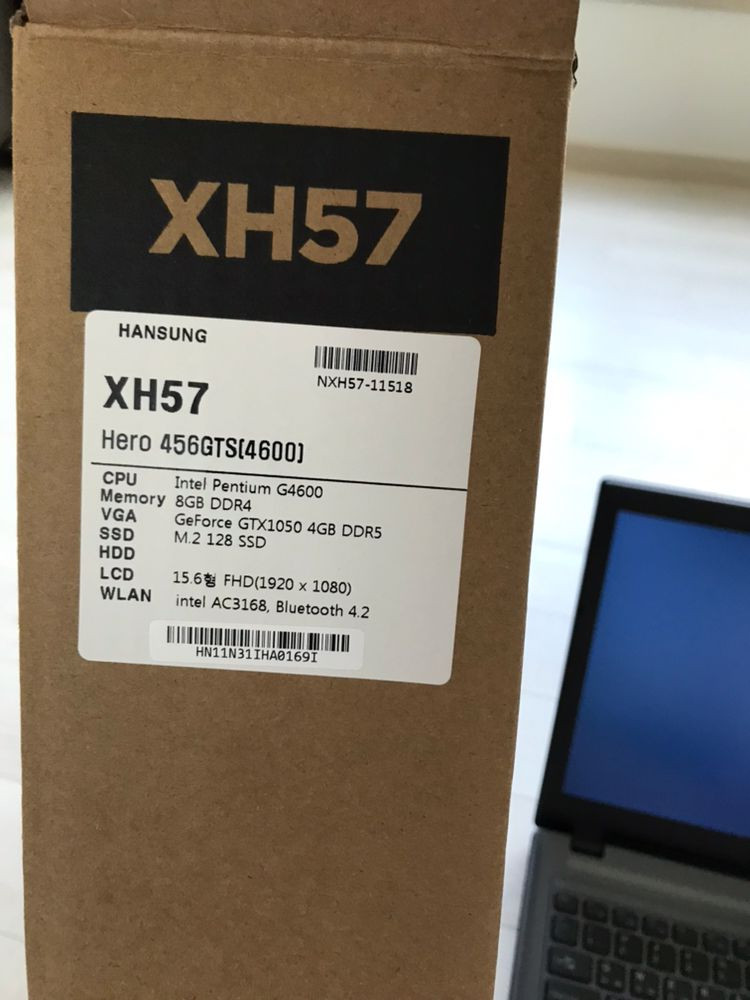 XH57
HANSUNG
NXH57-11518
XH57
Hero 456GTS(4600)
CPU Intel Pentium G4600
Memory 8GB DDR4
VGA GeForce GTX1050 4GB DDR5
SSD M.2 128 SSD
HDD
LCD 15.6형 FHD(1920 x 1080)
WLAN intel AC3168, Bluetooth 4.2
HN11N31IHA0169I